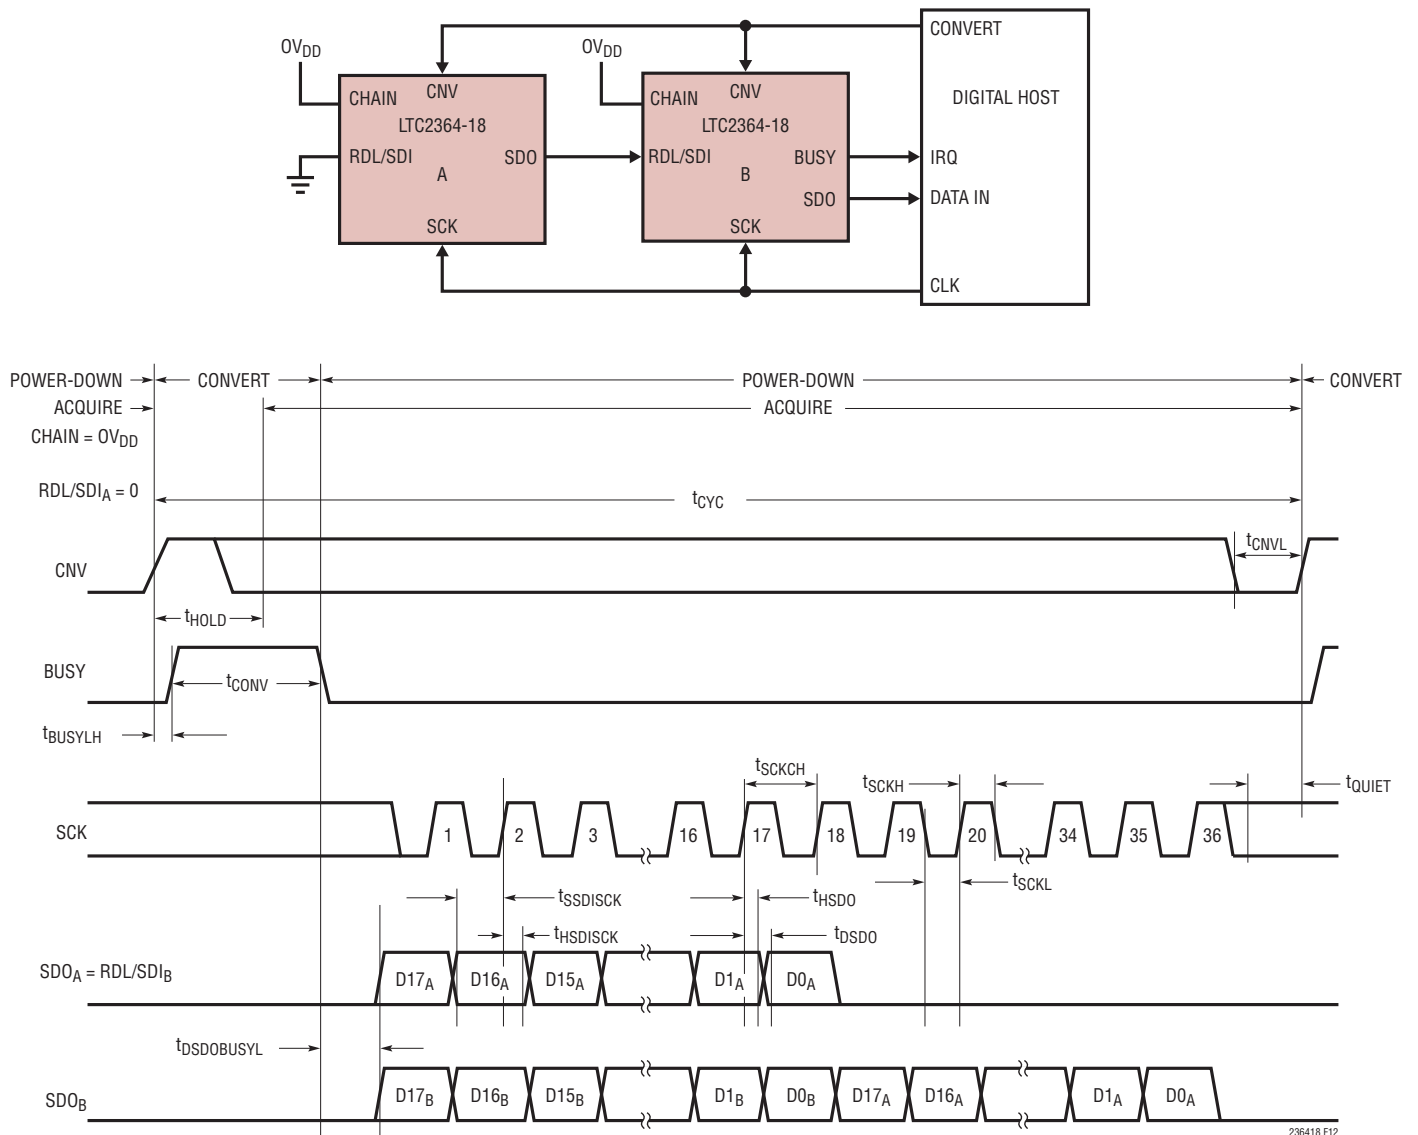 CONVERT
OVDD
OVDD
CHAIN
CNV
CHAIN
CNV
DIGITAL HOST
LTC2364-18
LTC2364-18
RDL/SDI
SDO
RDL/SDI
BUSY
IRQ
A
B
SDO
DATA IN
SCK
SCK
CLK
POWER-DOWN
CONVERT
POWER-DOWN
CONVERT
ACQUIRE
ACQUIRE
CHAIN = OVDD
RDL/SDIA = 0
tCYC
CNV
tCNVL
tHOLD
BUSY
tCONV
tBUSYLH
tSCKCH
tSCKH
tQUIET
SCK
1
2
3
16
17
18
19
20
34
35
36
tSSDISCK
tHSDO
tSCKL
tHSDISCK
tDSDO
SDOA = RDL/SDIB
D17A
D16A
D15A
D1A
D0A
tDSDOBUSYL
SDOB
D17B
D16B
D15B
D1B
D0B
D17A
D16A
D1A
D0A
236418 F12